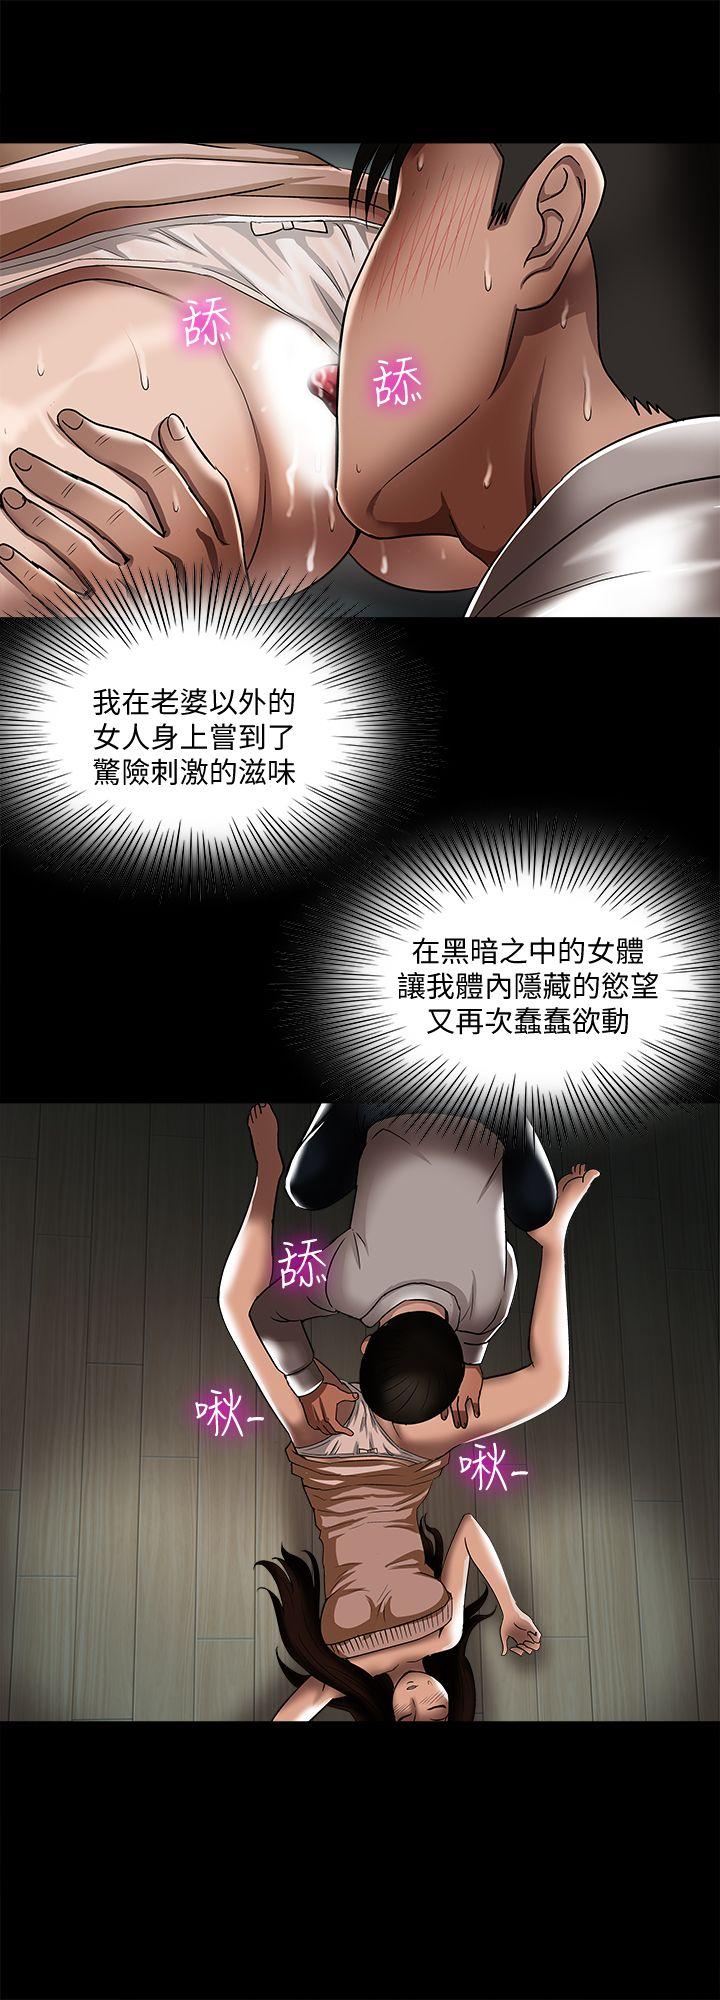 舔
舔
我在老婆以外的
女人身上嘗到了
驚險刺激的滋味
在黑暗之中的女體
讓我體內隱藏的慾望
又再次蠢蠢欲動
舔
啾-
啾-